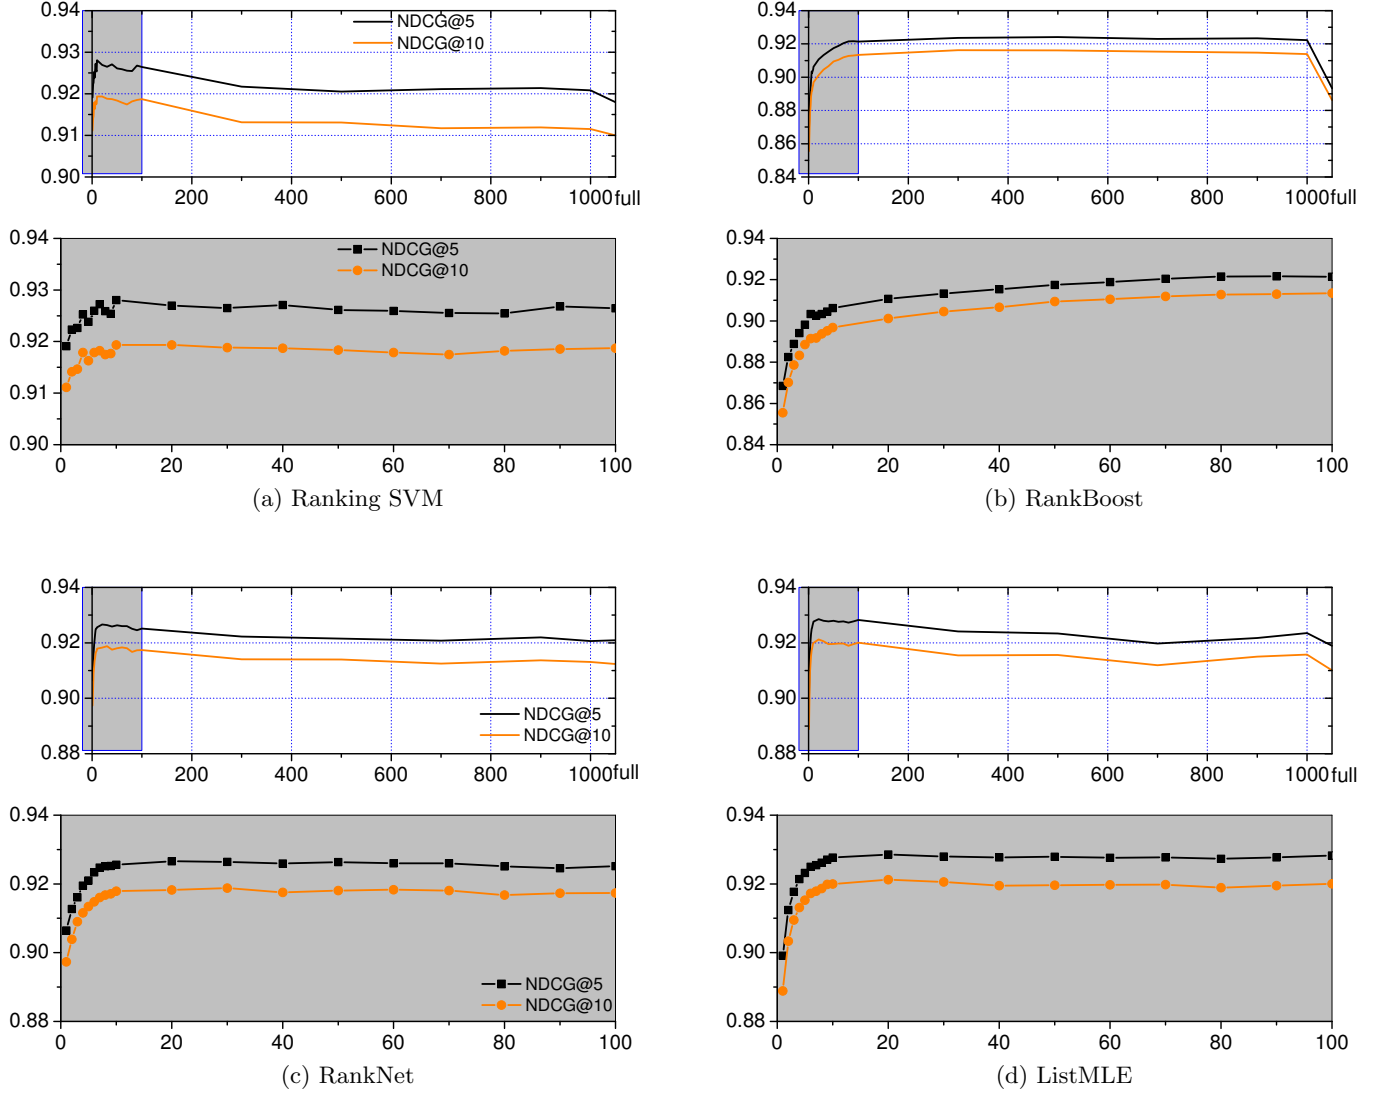 0.94
0.93
0.92
0.91
0.90
NDCG@5
NDCG@10
0 200 400 600 800 1000full
0.94
0.93
0.92
0.91
0.90
NDCG@5
NDCG@10
0 20 40 60 80 100
(a) Ranking SVM
0.94
0.92
0.90
0.88
0.86
0.84
0 200 400 600 800 1000full
0.94
0.92
0.90
0.88
0.86
0.84
0 20 40 60 80 100
(b) RankBoost
0.94
0.92
0.90
0.88
NDCG@5
NDCG@10
0 200 400 600 800 1000full
0.94
0.92
0.90
0.88
NDCG@5
NDCG@10
0 20 40 60 80 100
(c) RankNet
0.94
0.92
0.90
0.88
0 200 400 600 800 1000full
0.94
0.92
0.90
0.88
0 20 40 60 80 100
(d) ListMLE